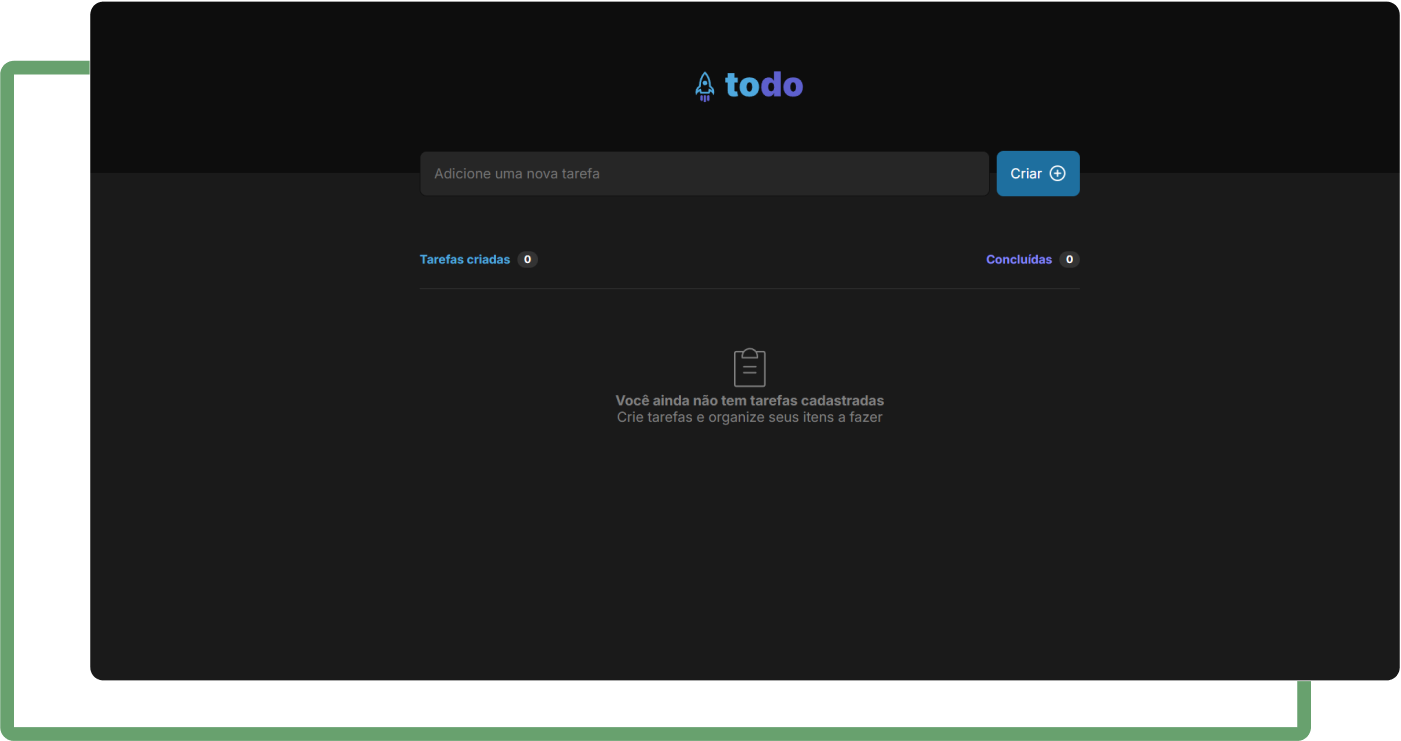 todo
Adicione uma nova tarefa
Criar
Tarefas criadas 0
Concluídas 0
Você ainda não tem tarefas cadastradas
Crie tarefas e organize seus itens a fazer